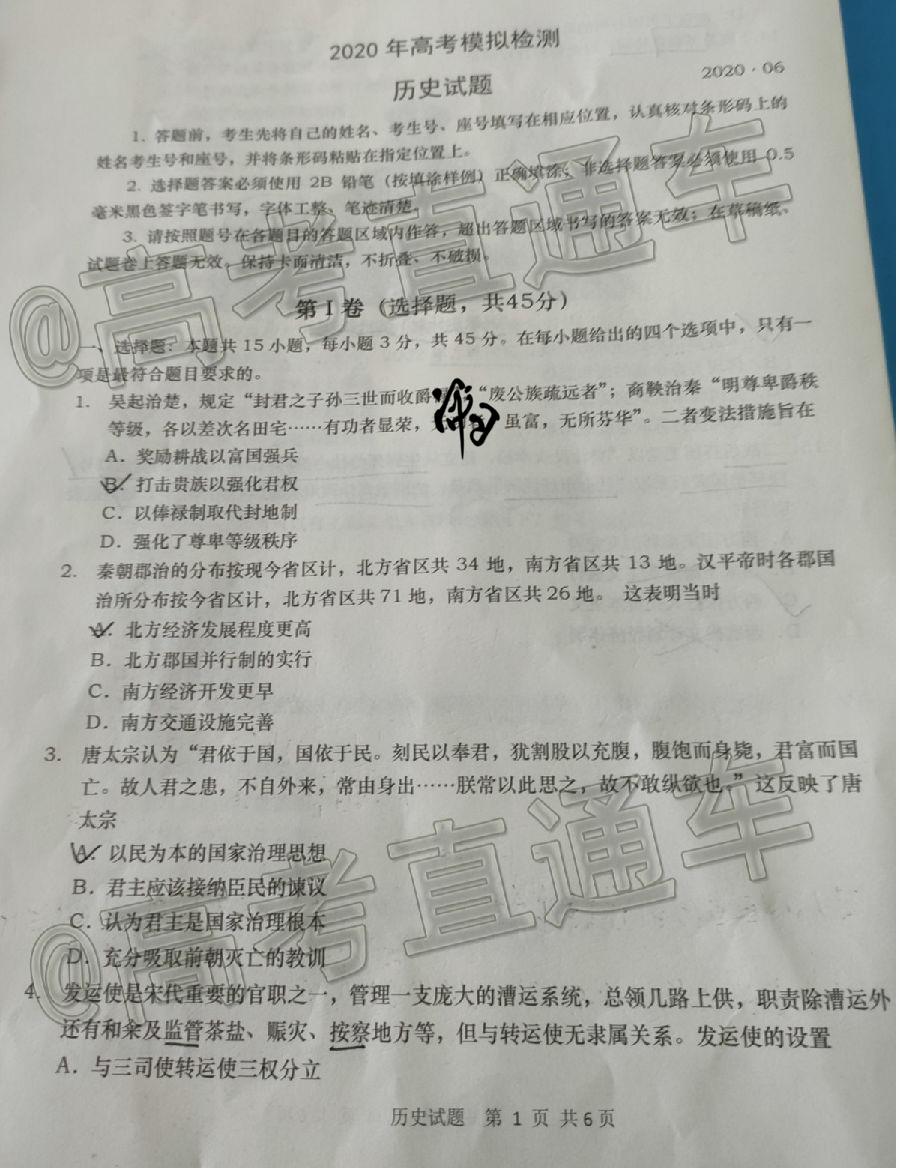 2020 年高考模拟检测
历史试题
2020·06
1. 答题前，考生先将自己的姓名、考生号、座号填写在相应位置，认真核对条形码上的
姓名考生号和座号，并将条形码粘贴在指定位置上。
2. 选择题答案必须使用 2B 铅笔（按填涂样例）正确填涂；非选择题答案必须使用 0.5
毫米黑色签字笔书写，字体工整、笔迹清楚。
3. 请按照题号在各题目的答题区域内作答，超出答题区域书写的答案无效；在草稿纸、
试题卷上答题无效。保持卡面清洁，不折叠、不破损。
第 I 卷（选择题，共45分）
一、选择题：本题共 15 小题，每小题 3 分，共 45 分。在每小题给出的四个选项中，只有一
项是最符合题目要求的。
1. 吴起治楚，规定“封君之子孙三世而收爵 “废公族疏远者”；商鞅治秦“明尊卑爵秩
等级，各以差次名田宅……有功者显荣， 虽富，无所芬华”。二者变法措施旨在
A. 奖励耕战以富国强兵
B. 打击贵族以强化君权
C. 以俸禄制取代封地制
D. 强化了尊卑等级秩序
2. 秦朝郡治的分布按现今省区计，北方省区共 34 地，南方省区共 13 地。汉平帝时各郡国
治所分布按今省区计，北方省区共 71 地，南方省区共 26 地。 这表明当时
A. 北方经济发展程度更高
B. 北方郡国并行制的实行
C. 南方经济开发更早
D. 南方交通设施完善
3. 唐太宗认为“君依于国，国依于民。刻民以奉君，犹割股以充腹，腹饱而身毙，君富而国
亡。故人君之患，不自外来，常由身出……朕常以此思之，故不敢纵欲也。”这反映了唐
太宗
A. 以民为本的国家治理思想
B. 君主应该接纳臣民的谏议
C. 认为君主是国家治理根本
D. 充分吸取前朝灭亡的教训
4. 发运使是宋代重要的官职之一，管理一支庞大的漕运系统，总领几路上供，职责除漕运外
还有和籴及监管茶盐、赈灾、按察地方等，但与转运使无隶属关系。发运使的设置
A. 与三司使转运使三权分立
历史试题 第 1 页 共 6 页
@高考直通车
@高考直通车